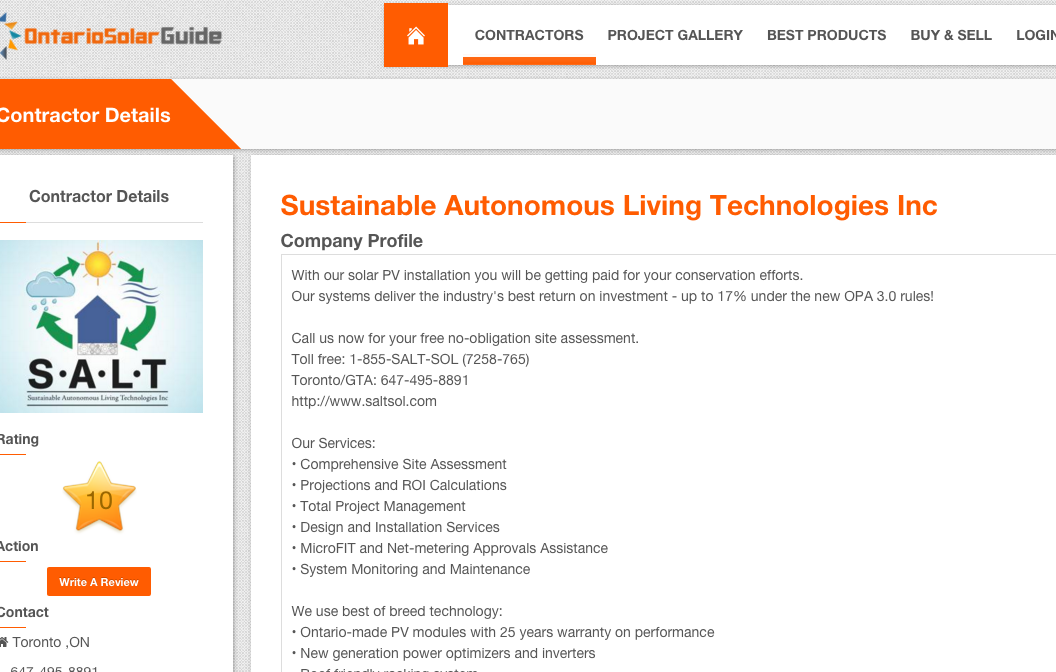 OntarioSolarGuide
CONTRACTORS PROJECT GALLERY BEST PRODUCTS BUY & SELL LOGIN
Contractor Details
Contractor Details
S·A·L·T
Sustainable Autonomous Living Technologies Inc
Rating
10
Action
Write A Review
Contact
Toronto ,ON
647-495-8891
Sustainable Autonomous Living Technologies Inc
Company Profile
With our solar PV installation you will be getting paid for your conservation efforts.
Our systems deliver the industry's best return on investment - up to 17% under the new OPA 3.0 rules!
Call us now for your free no-obligation site assessment.
Toll free: 1-855-SALT-SOL (7258-765)
Toronto/GTA: 647-495-8891
http://www.saltsol.com
Our Services:
• Comprehensive Site Assessment
• Projections and ROI Calculations
• Total Project Management
• Design and Installation Services
• MicroFIT and Net-metering Approvals Assistance
• System Monitoring and Maintenance
We use best of breed technology:
• Ontario-made PV modules with 25 years warranty on performance
• New generation power optimizers and inverters
• Roof friendly racking system